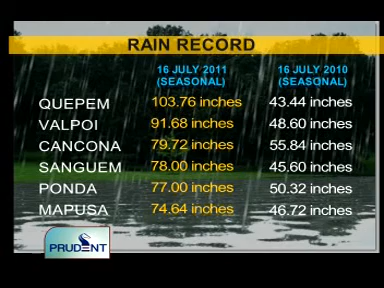 RAIN RECORD
16 JULY 2011 16 JULY 2010
(SEASONAL) (SEASONAL)
QUEPEM 103.76 inches 43.44 inches
VALPOI 91.68 inches 48.60 inches
CANCONA 79.72 inches 55.84 inches
SANGUEM 78.00 inches 45.60 inches
PONDA 77.00 inches 50.32 inches
MAPUSA 74.64 inches 46.72 inches
PRUDENT